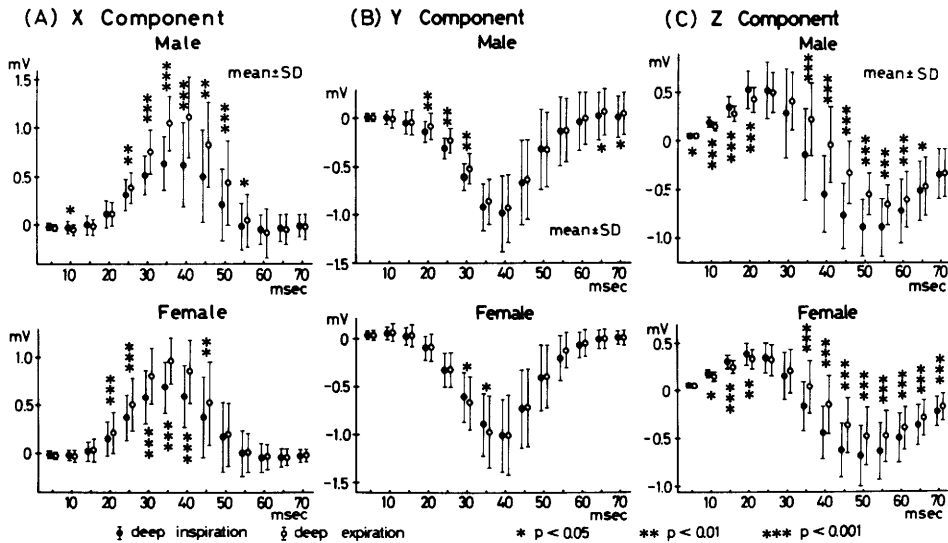 (A) X Component
Male
mV
mean±SD
1.5
1.0
0.5
0
*
**
***
***
***
**
***
*
10 20 30 40 50 60 70
msec
Female
mV
1.0
0.5
0
***
***
***
***
***
**
10 20 30 40 50 60 70
msec
(B) Y Component
Male
mV
0
-0.5
-1.0
-1.5
**
**
**
*
*
mean±SD
10 20 30 40 50 60 70
msec
Female
mV
0
-0.5
-1.0
-1.5
*
*
10 20 30 40 50 60 70
msec
(C) Z Component
Male
mV
mean±SD
0.5
0
-0.5
-1.0
*
***
***
***
***
***
***
***
***
***
*
10 20 30 40 50 60 70
msec
Female
mV
0.5
0
-0.5
-1.0
*
***
**
***
***
***
***
***
***
***
***
10 20 30 40 50 60 70
msec
deep inspiration deep expiration * p<0.05 ** p<0.01 *** p<0.001